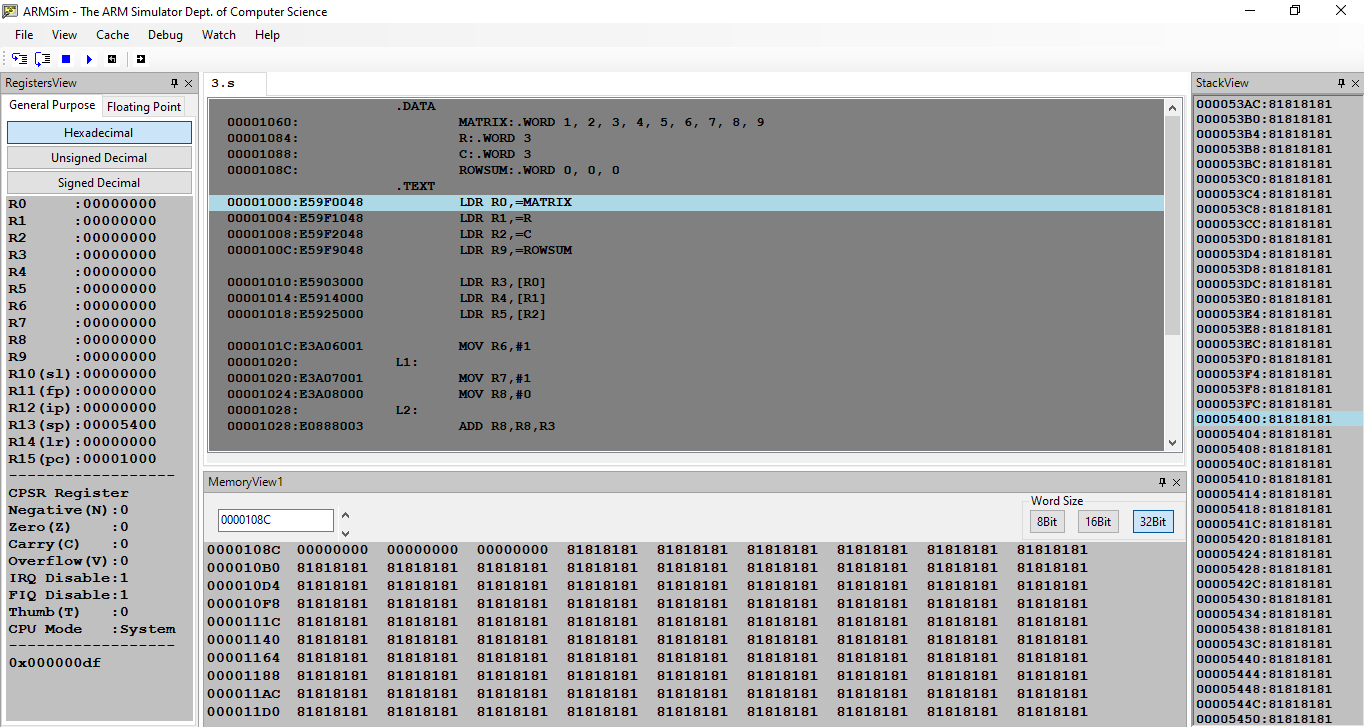 ARMSim - The ARM Simulator Dept. of Computer Science
File View Cache Debug Watch Help
RegistersView
General Purpose Floating Point
Hexadecimal
Unsigned Decimal
Signed Decimal
R0 :00000000
R1 :00000000
R2 :00000000
R3 :00000000
R4 :00000000
R5 :00000000
R6 :00000000
R7 :00000000
R8 :00000000
R9 :00000000
R10(sl):00000000
R11(fp):00000000
R12(ip):00000000
R13(sp):00005400
R14(lr):00000000
R15(pc):00001000
------------------
CPSR Register
Negative(N):0
Zero(Z) :0
Carry(C) :0
Overflow(V):0
IRQ Disable:1
FIQ Disable:1
Thumb(T) :0
CPU Mode :System
------------------
0x000000df
3.s
.DATA
00001060: MATRIX:.WORD 1, 2, 3, 4, 5, 6, 7, 8, 9
00001084: R:.WORD 3
00001088: C:.WORD 3
0000108C: ROWSUM:.WORD 0, 0, 0
.TEXT
00001000:E59F0048 LDR R0,=MATRIX
00001004:E59F1048 LDR R1,=R
00001008:E59F2048 LDR R2,=C
0000100C:E59F9048 LDR R9,=ROWSUM
00001010:E5903000 LDR R3,[R0]
00001014:E5914000 LDR R4,[R1]
00001018:E5925000 LDR R5,[R2]
0000101C:E3A06001 MOV R6,#1
00001020: L1:
00001020:E3A07001 MOV R7,#1
00001024:E3A08000 MOV R8,#0
00001028: L2:
00001028:E0888003 ADD R8,R8,R3
MemoryView1
0000108C
Word Size
8Bit 16Bit 32Bit
0000108C 00000000 00000000 00000000 81818181 81818181 81818181 81818181 81818181 81818181
000010B0 81818181 81818181 81818181 81818181 81818181 81818181 81818181 81818181 81818181
000010D4 81818181 81818181 81818181 81818181 81818181 81818181 81818181 81818181 81818181
000010F8 81818181 81818181 81818181 81818181 81818181 81818181 81818181 81818181 81818181
0000111C 81818181 81818181 81818181 81818181 81818181 81818181 81818181 81818181 81818181
00001140 81818181 81818181 81818181 81818181 81818181 81818181 81818181 81818181 81818181
00001164 81818181 81818181 81818181 81818181 81818181 81818181 81818181 81818181 81818181
00001188 81818181 81818181 81818181 81818181 81818181 81818181 81818181 81818181 81818181
000011AC 81818181 81818181 81818181 81818181 81818181 81818181 81818181 81818181 81818181
000011D0 81818181 81818181 81818181 81818181 81818181 81818181 81818181 81818181 81818181
StackView
000053AC:81818181
000053B0:81818181
000053B4:81818181
000053B8:81818181
000053BC:81818181
000053C0:81818181
000053C4:81818181
000053C8:81818181
000053CC:81818181
000053D0:81818181
000053D4:81818181
000053D8:81818181
000053DC:81818181
000053E0:81818181
000053E4:81818181
000053E8:81818181
000053EC:81818181
000053F0:81818181
000053F4:81818181
000053F8:81818181
000053FC:81818181
00005400:81818181
00005404:81818181
00005408:81818181
0000540C:81818181
00005410:81818181
00005414:81818181
00005418:81818181
0000541C:81818181
00005420:81818181
00005424:81818181
00005428:81818181
0000542C:81818181
00005430:81818181
00005434:81818181
00005438:81818181
0000543C:81818181
00005440:81818181
00005444:81818181
00005448:81818181
0000544C:81818181
00005450:81818181